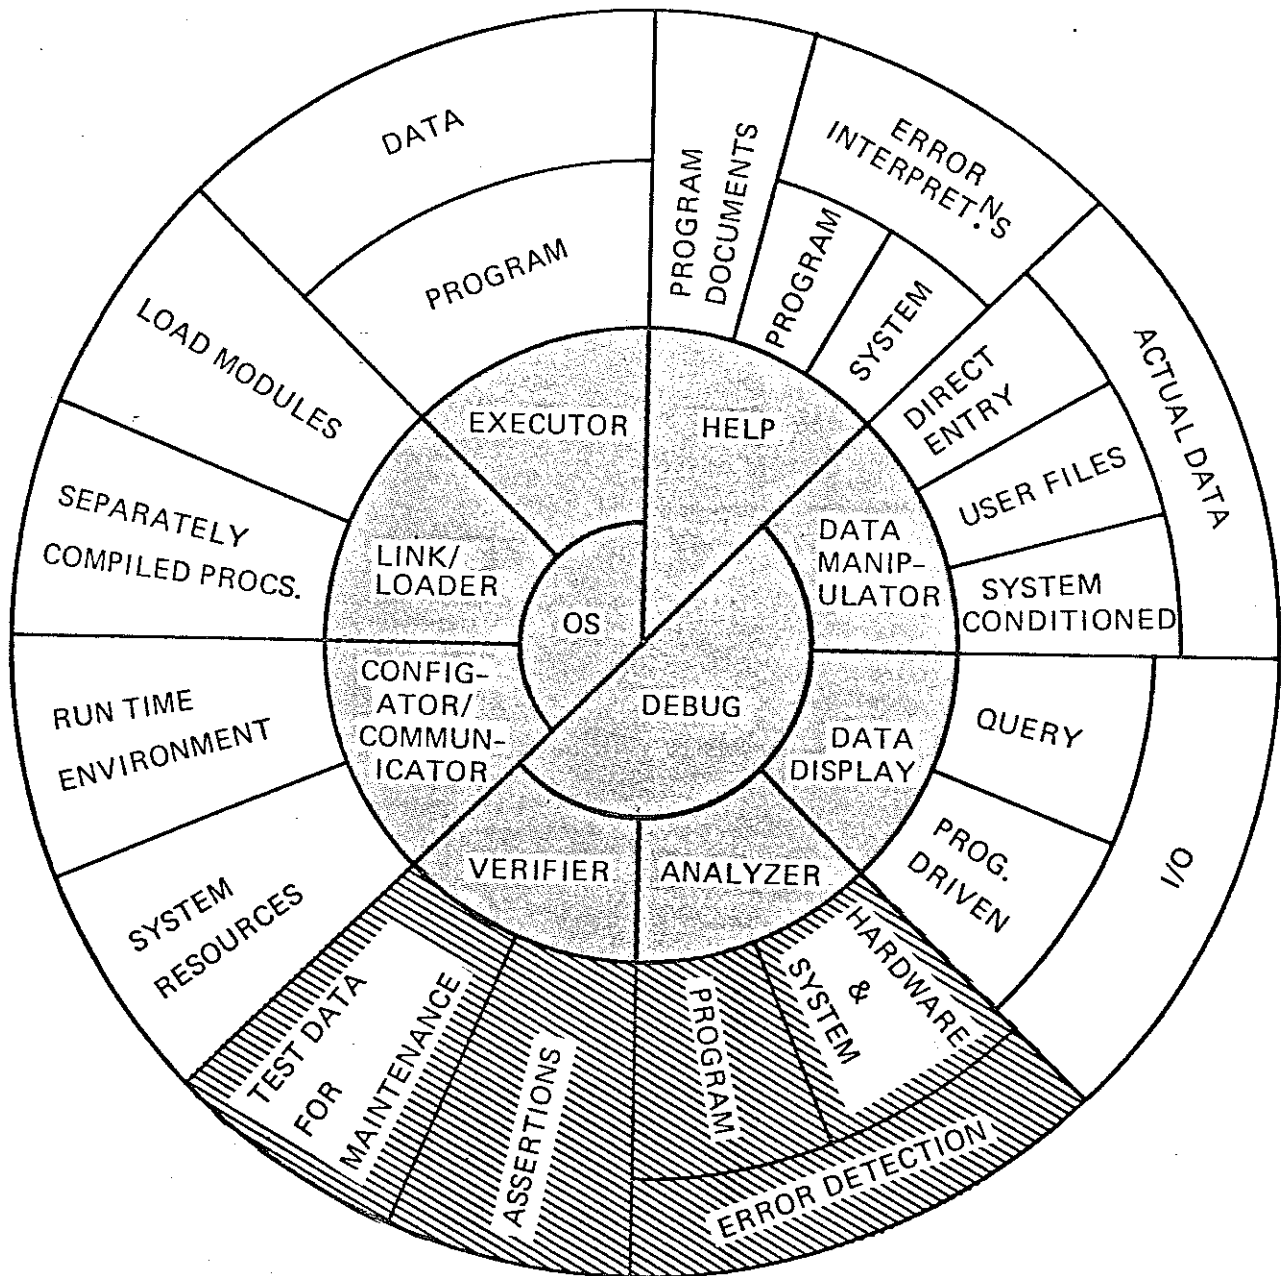 DATA
PROGRAM
PROGRAM
DOCUMENTS
ERROR
INTERPRET.NS
PROGRAM
SYSTEM
ACTUAL DATA
DIRECT
ENTRY
USER FILES
SYSTEM
CONDITIONED
LOAD MODULES
SEPARATELY
COMPILED PROCS.
RUN TIME
ENVIRONMENT
SYSTEM
RESOURCES
EXECUTOR
HELP
LINK/
LOADER
DATA
MANIP-
ULATOR
OS
CONFIG-
ATOR/
COMMUN-
ICATOR
DEBUG
DATA
DISPLAY
VERIFIER
ANALYZER
QUERY
PROG.
DRIVEN
I/O
TEST DATA
FOR
MAINTENANCE
ASSERTIONS
PROGRAM
SYSTEM
&
HARDWARE
ERROR DETECTION